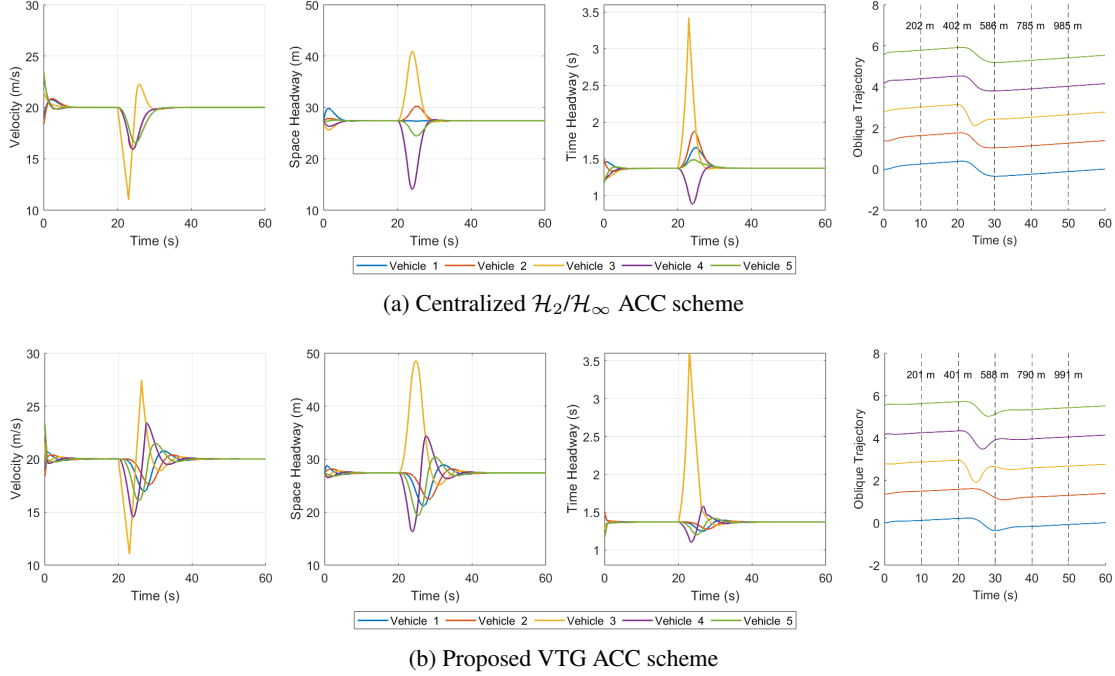 30
25
20
15
10
Velocity (m/s)
0 20 40 60
Time (s)
50
40
30
20
10
Space Headway (m)
0 20 40 60
Time (s)
3.5
3
2.5
2
1.5
1
Time Headway (s)
0 20 40 60
Time (s)
8
6
4
2
0
-2
Oblique Trajectory
202 m 402 m 586 m 785 m 985 m
0 10 20 30 40 50 60
Time (s)
Vehicle 1 Vehicle 2 Vehicle 3 Vehicle 4 Vehicle 5
(a) Centralized ℋ₂/ℋ∞ ACC scheme
30
25
20
15
10
Velocity (m/s)
0 20 40 60
Time (s)
50
40
30
20
10
Space Headway (m)
0 20 40 60
Time (s)
3.5
3
2.5
2
1.5
1
Time Headway (s)
0 20 40 60
Time (s)
8
6
4
2
0
-2
Oblique Trajectory
201 m 401 m 588 m 790 m 991 m
0 10 20 30 40 50 60
Time (s)
Vehicle 1 Vehicle 2 Vehicle 3 Vehicle 4 Vehicle 5
(b) Proposed VTG ACC scheme